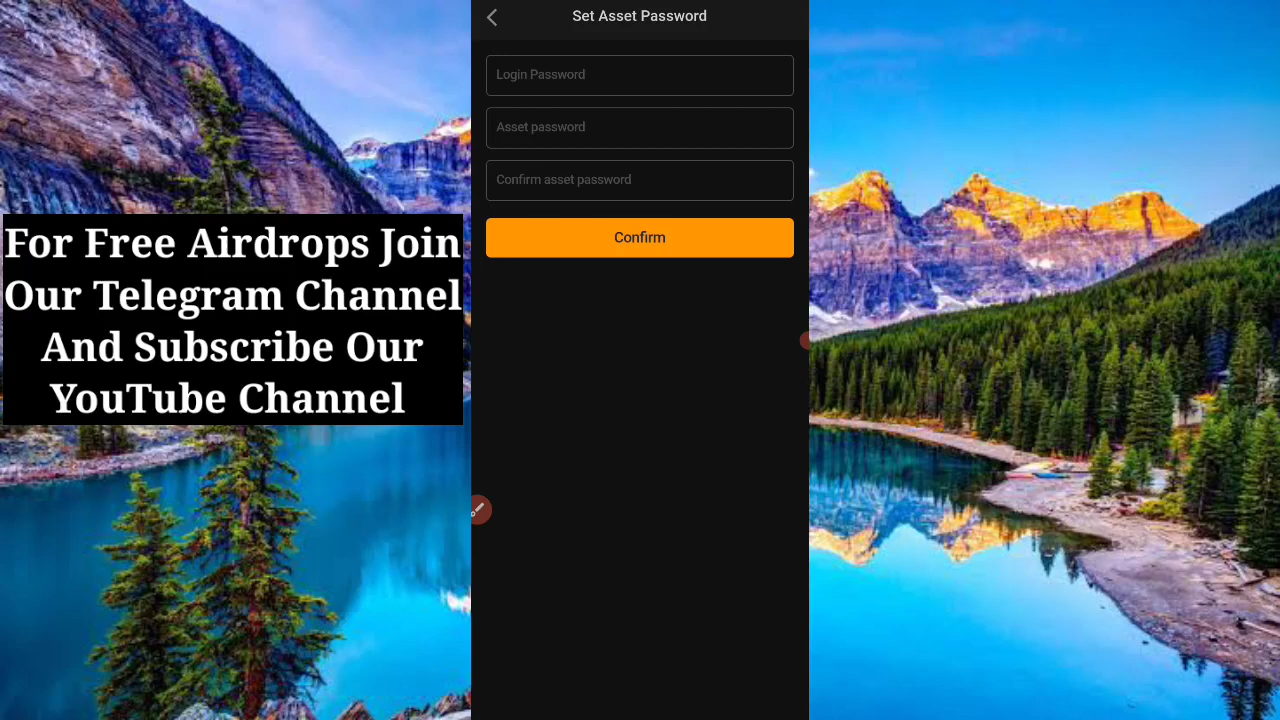 For Free Airdrops Join
Our Telegram Channel
And Subscribe Our
YouTube Channel
Set Asset Password
Login Password
Asset password
Confirm asset password
Confirm